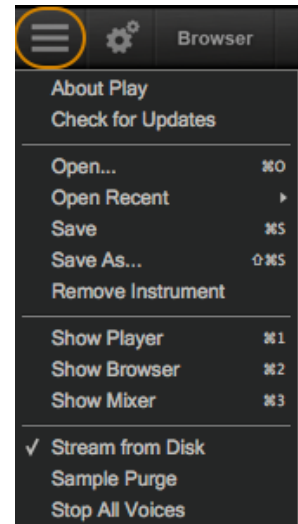 Browser
About Play
Check for Updates
Open... ⌘O
Open Recent ▸
Save ⌘S
Save As... ⇧⌘S
Remove Instrument
Show Player ⌘1
Show Browser ⌘2
Show Mixer ⌘3
✓ Stream from Disk
Sample Purge
Stop All Voices